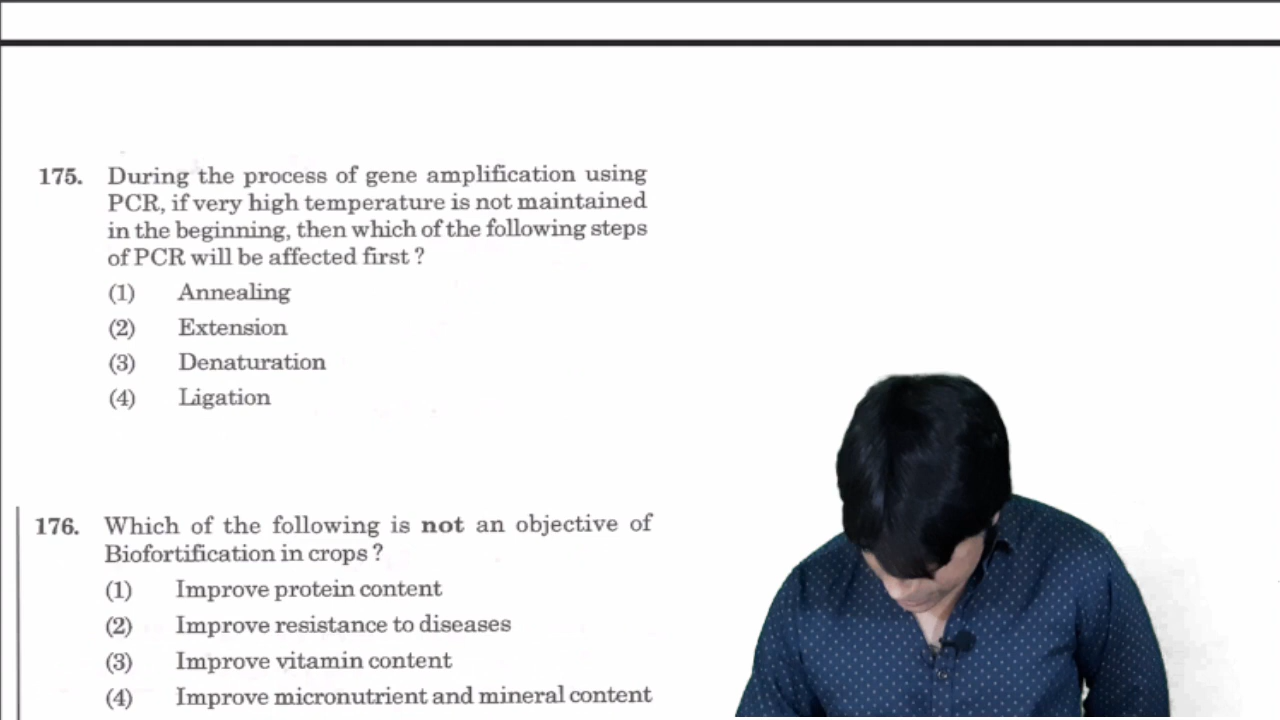 175. During the process of gene amplification using
PCR, if very high temperature is not maintained
in the beginning, then which of the following steps
of PCR will be affected first ?
(1) Annealing
(2) Extension
(3) Denaturation
(4) Ligation
176. Which of the following is not an objective of
Biofortification in crops ?
(1) Improve protein content
(2) Improve resistance to diseases
(3) Improve vitamin content
(4) Improve micronutrient and mineral content